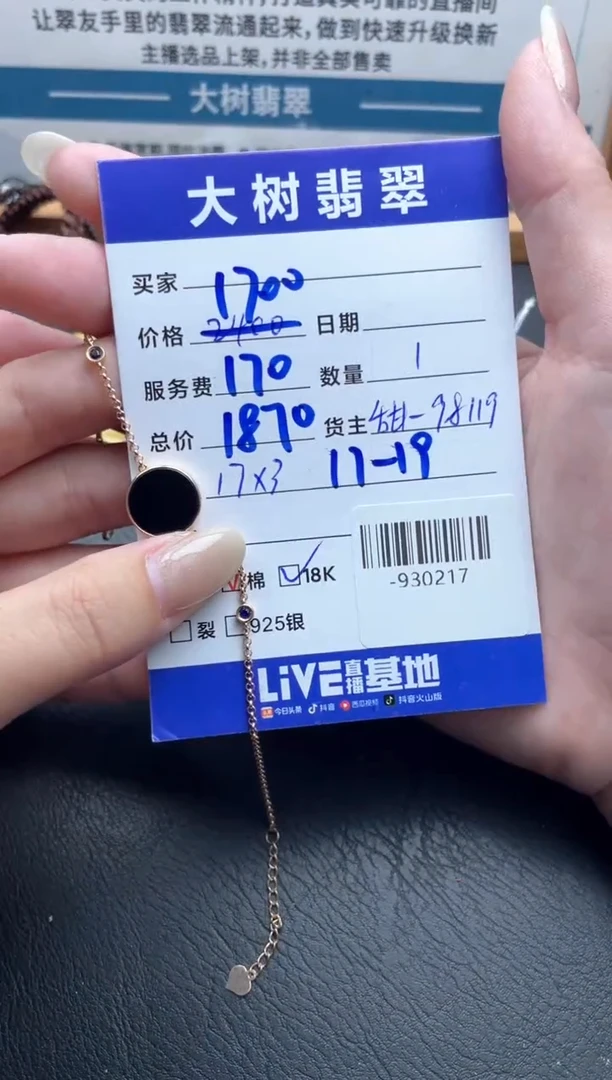 让翠友手里的翡翠流通起来，做到快速升级换新
主播选品上架，并非全部售卖
大树翡翠
大树翡翠
买家
1700
价格 2400 日期
服务费 170 数量 1
总价 1870 货主 甜-98119
17x3 11-19
棉 18K
-930217
裂 925银
LiVE直播基地
今日头条 抖音 西瓜视频 抖音火山版